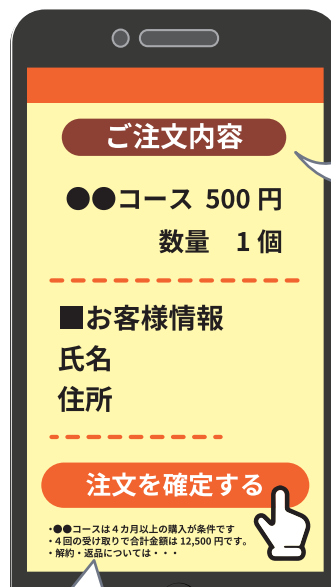 ご注文内容
●●コース 500 円
数量 1 個
■お客様情報
氏名
住所
注文を確定する
・●●コースは４カ月以上の購入が条件です
・４回の受け取りで合計金額は 12,500 円です。
・解約・返品については・・・